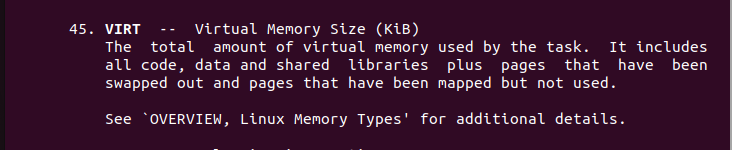 45. VIRT -- Virtual Memory Size (KiB)
The total amount of virtual memory used by the task. It includes
all code, data and shared libraries plus pages that have been
swapped out and pages that have been mapped but not used.
See `OVERVIEW, Linux Memory Types' for additional details.